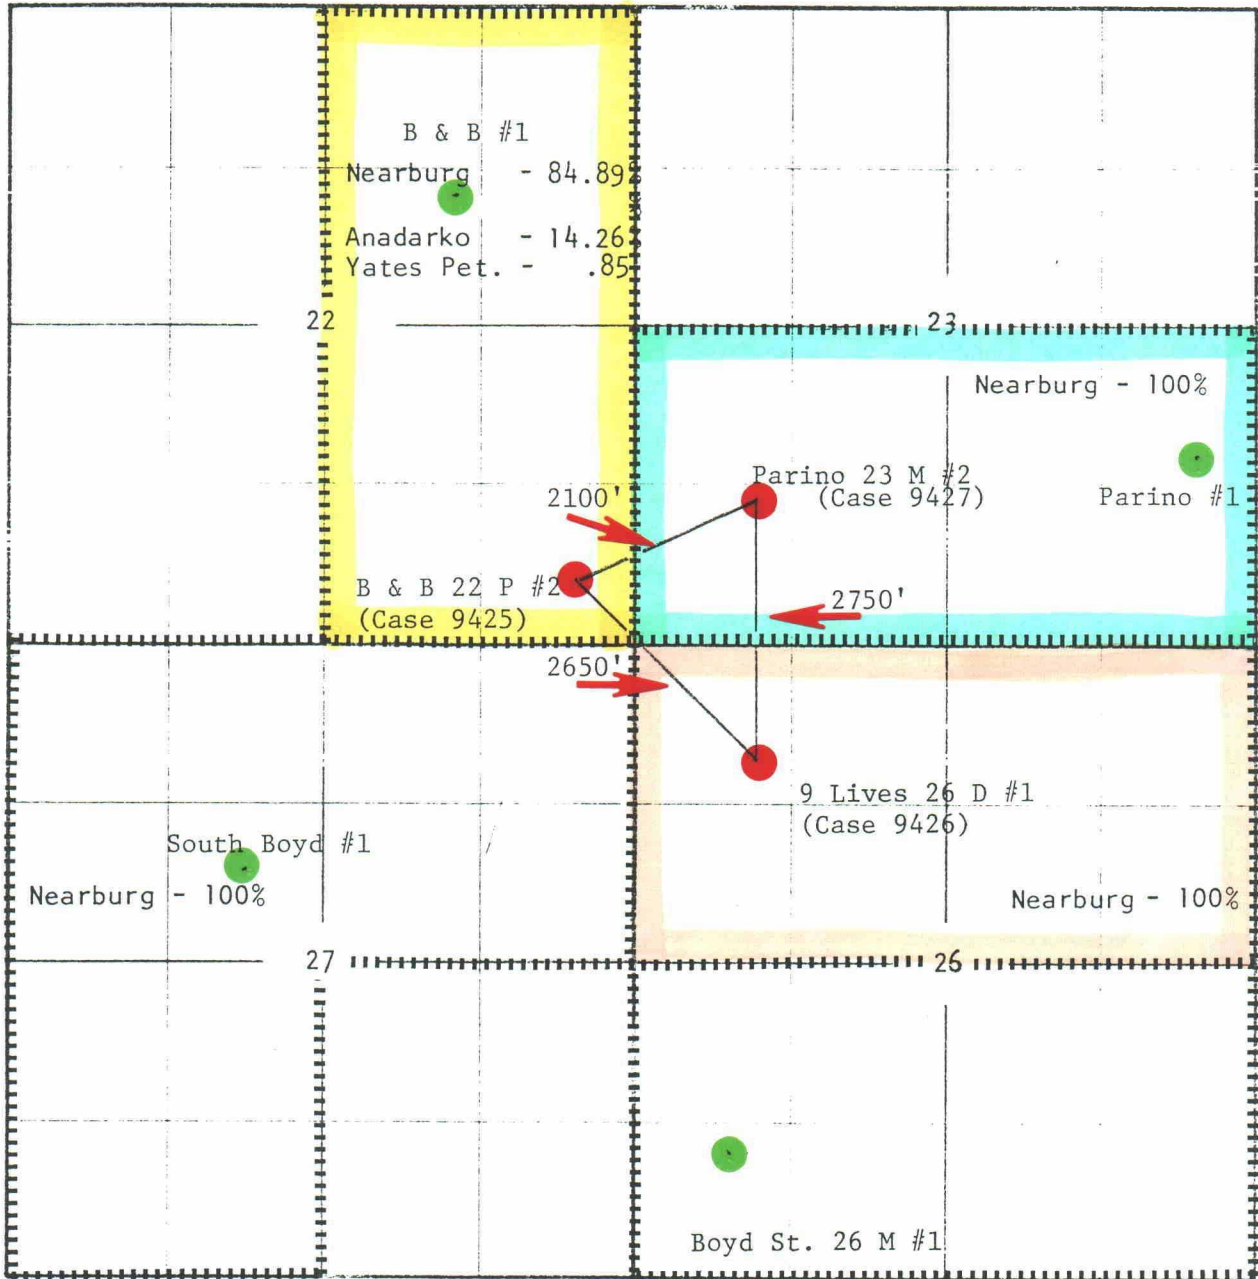 B & B #1
Nearburg - 84.89%
Anadarko - 14.26
Yates Pet. - .85
22
23
Nearburg - 100%
Parino 23 M #2
(Case 9427)
Parino #1
2100'
B & B 22 P #2
(Case 9425)
2750'
2650'
9 Lives 26 D #1
(Case 9426)
South Boyd #1
Nearburg - 100%
Nearburg - 100%
27
26
Boyd St. 26 M #1